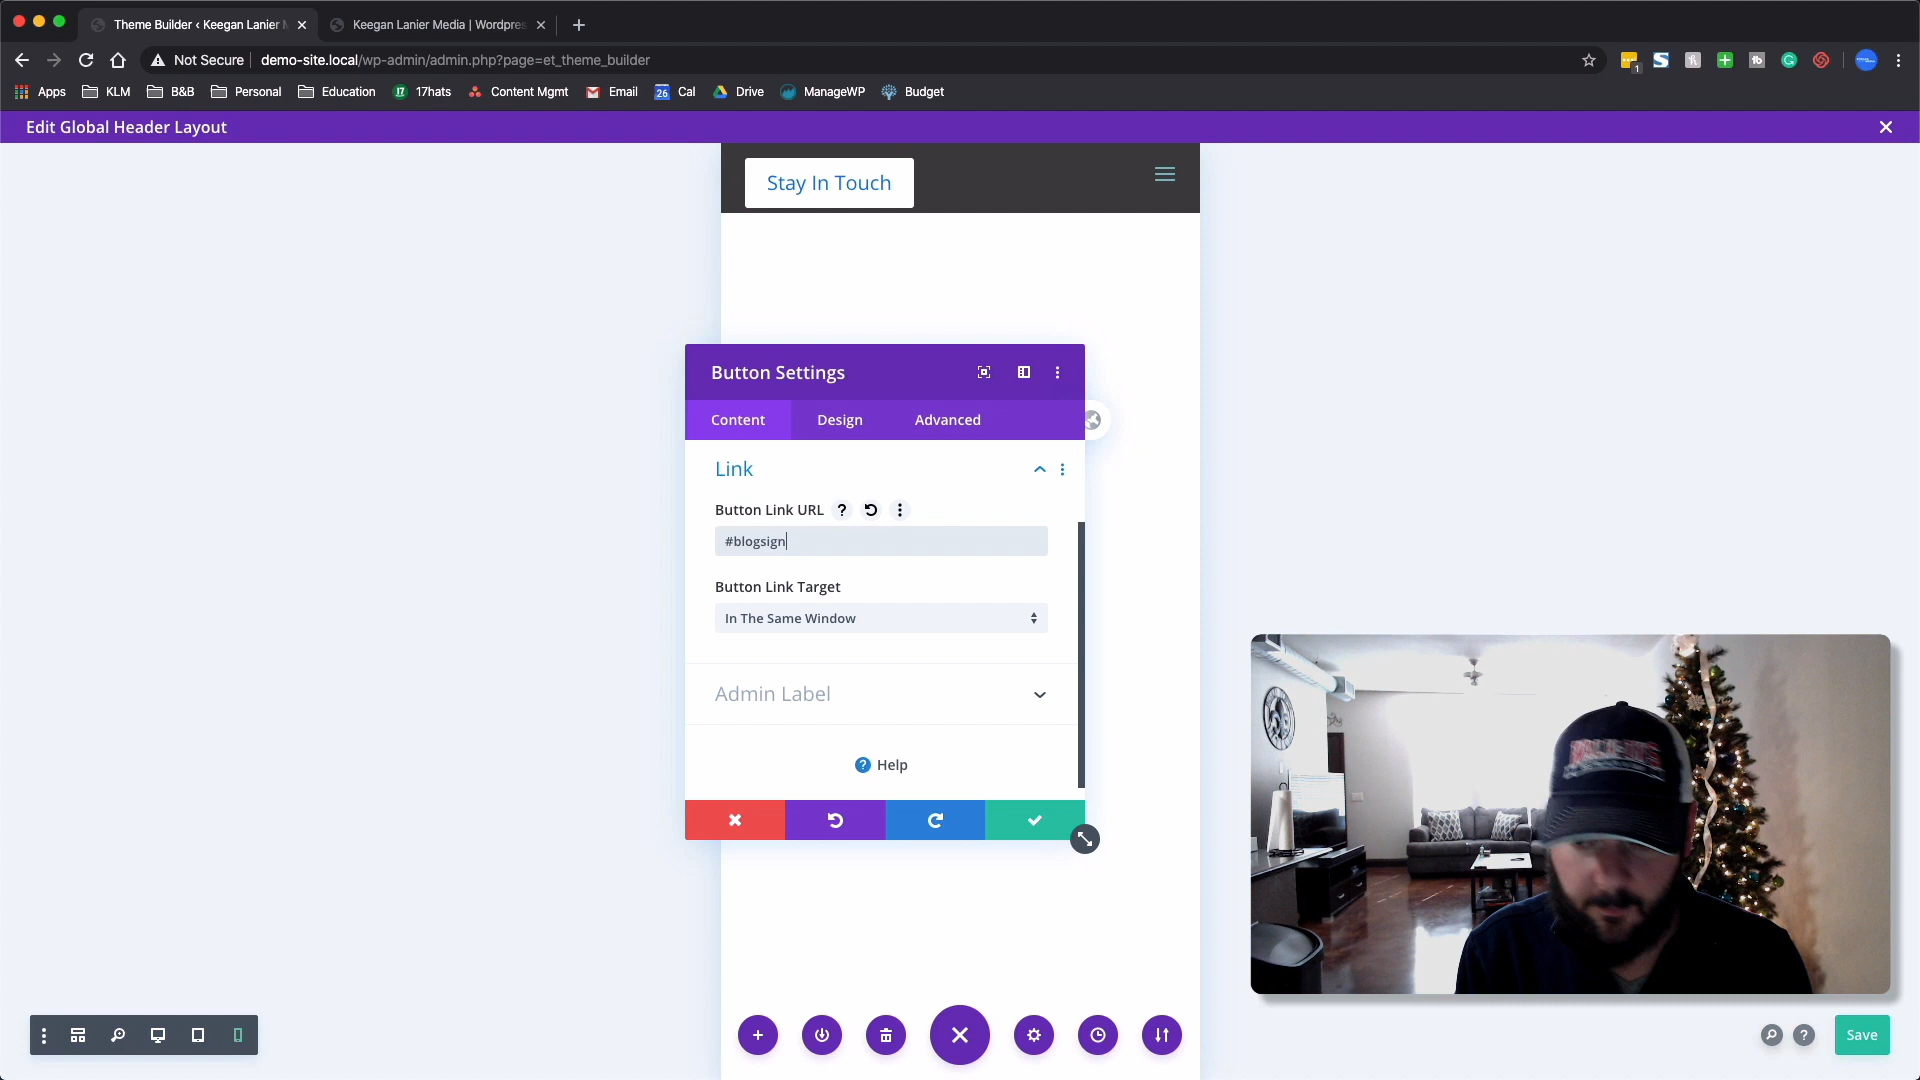 Theme Builder ‹ Keegan Lanier M
Keegan Lanier Media | Wordpres
Not Secure
demo-site.local/wp-admin/admin.php?page=et_theme_builder
1
Apps
KLM
B&B
Personal
Education
17
17hats
Content Mgmt
Email
26
Cal
Drive
ManageWP
Budget
Edit Global Header Layout
Stay In Touch
Button Settings
Content
Design
Advanced
Link
Button Link URL
?
#blogsign
Button Link Target
In The Same Window
Admin Label
?
Help
?
Save